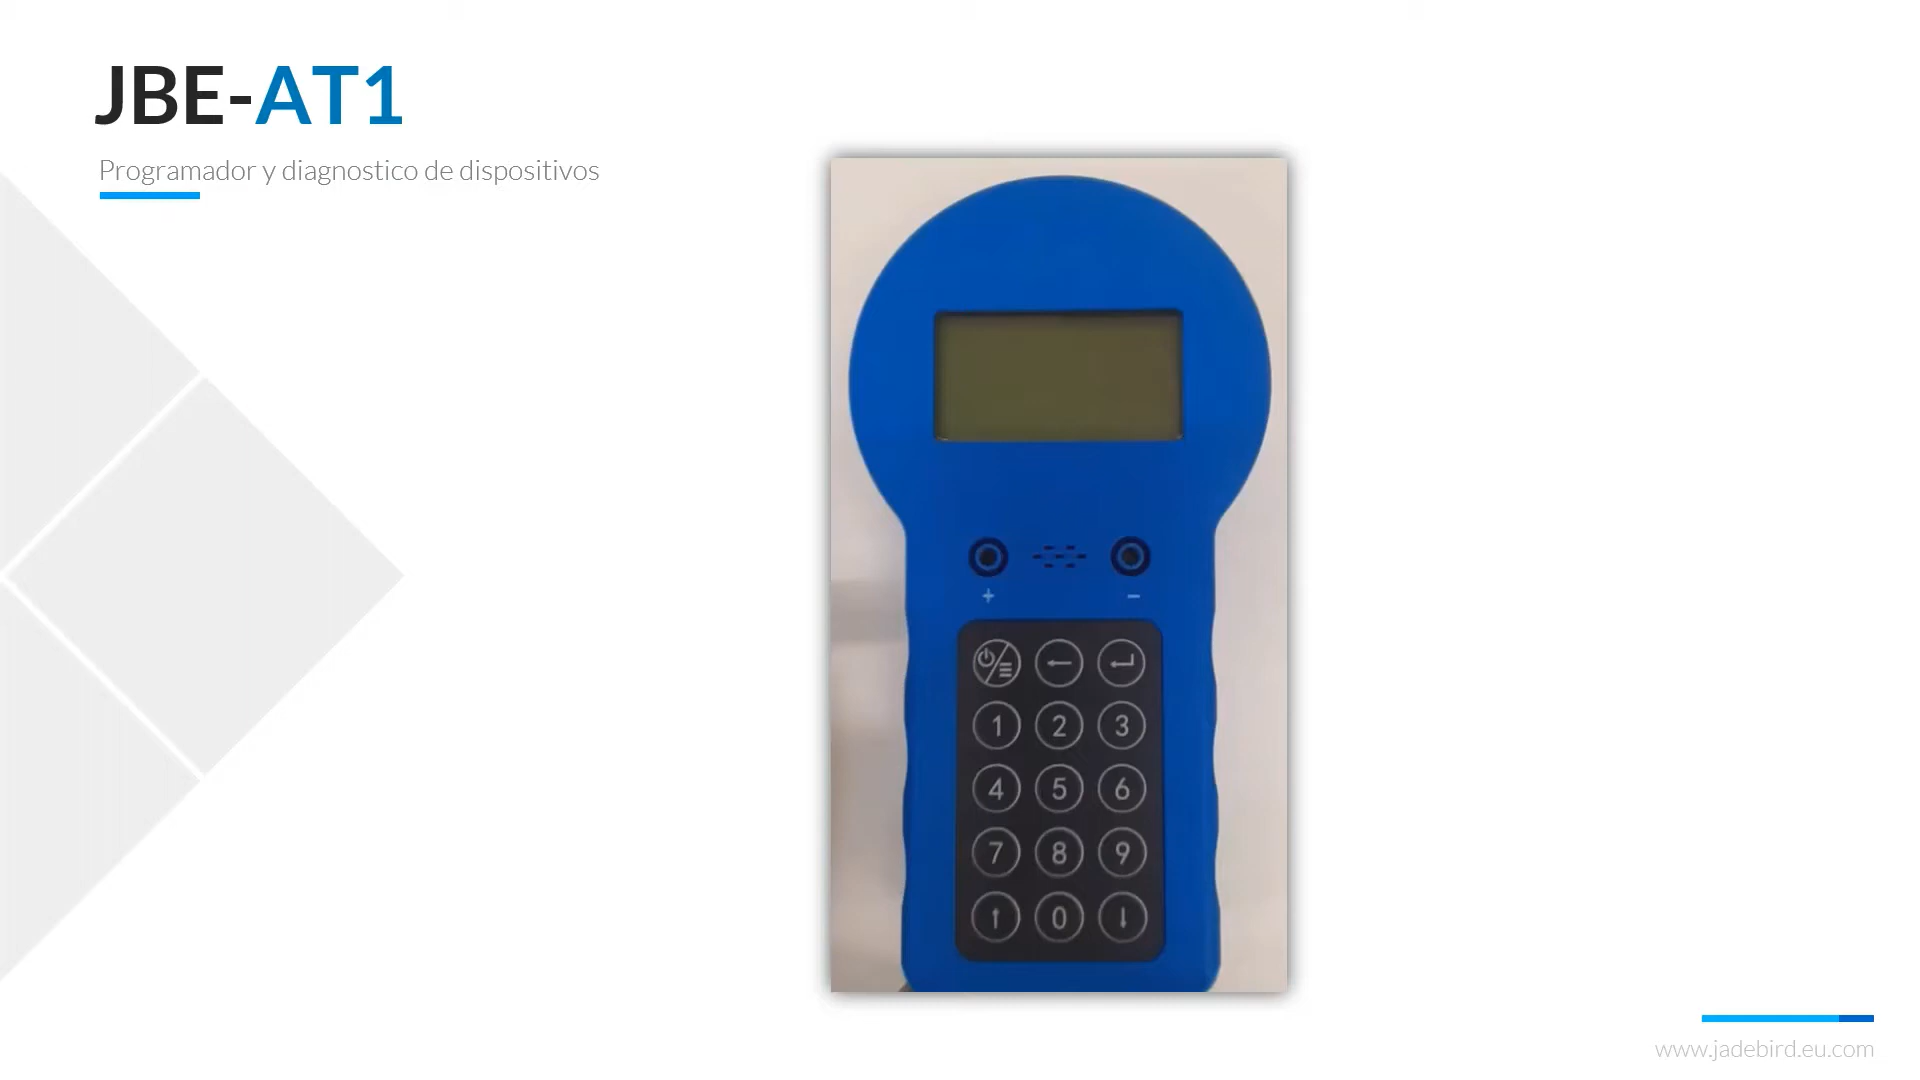 JBE-AT1
Programador y diagnostico de dispositivos
+ −
← ↵
1 2 3
4 5 6
7 8 9
↑ 0 ↓
www.jadebird.eu.com